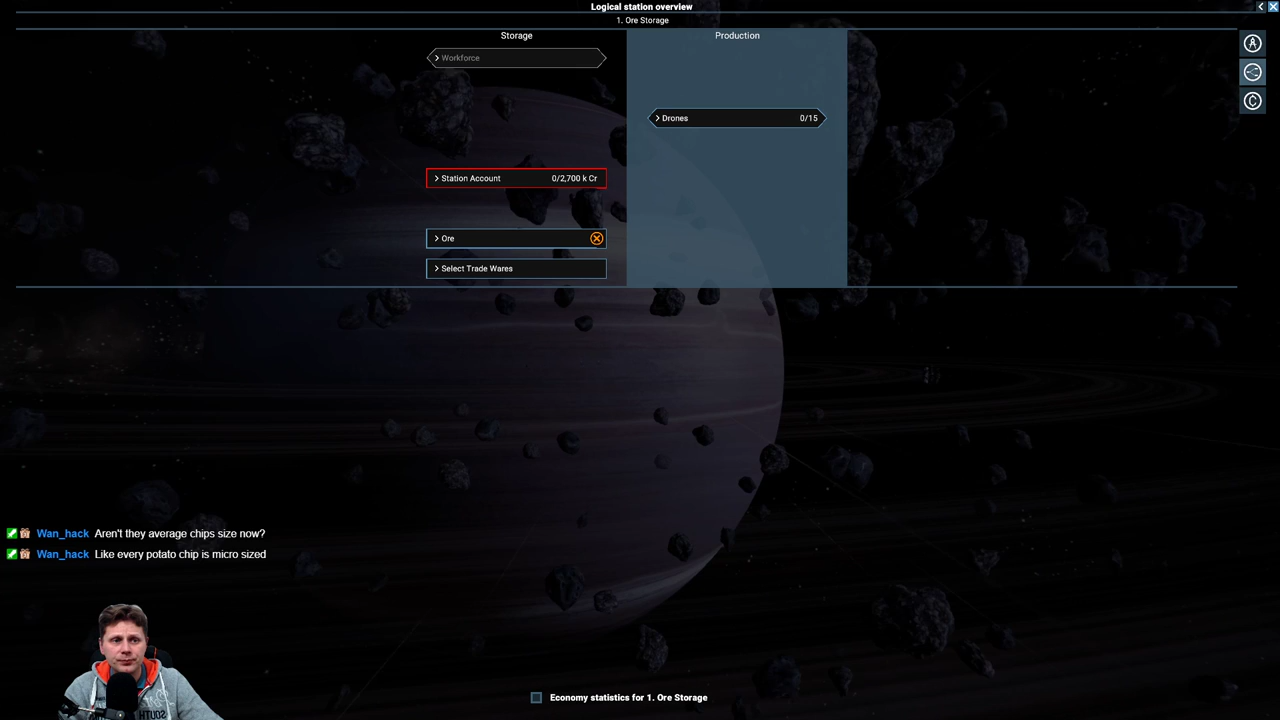 Logical station overview
1. Ore Storage
Storage
Production
Workforce
Drones 0/15
Station Account 0/2,700 k Cr
Ore
Select Trade Wares
Wan_hack Aren't they average chips size now?
Wan_hack Like every potato chip is micro sized
Economy statistics for 1. Ore Storage